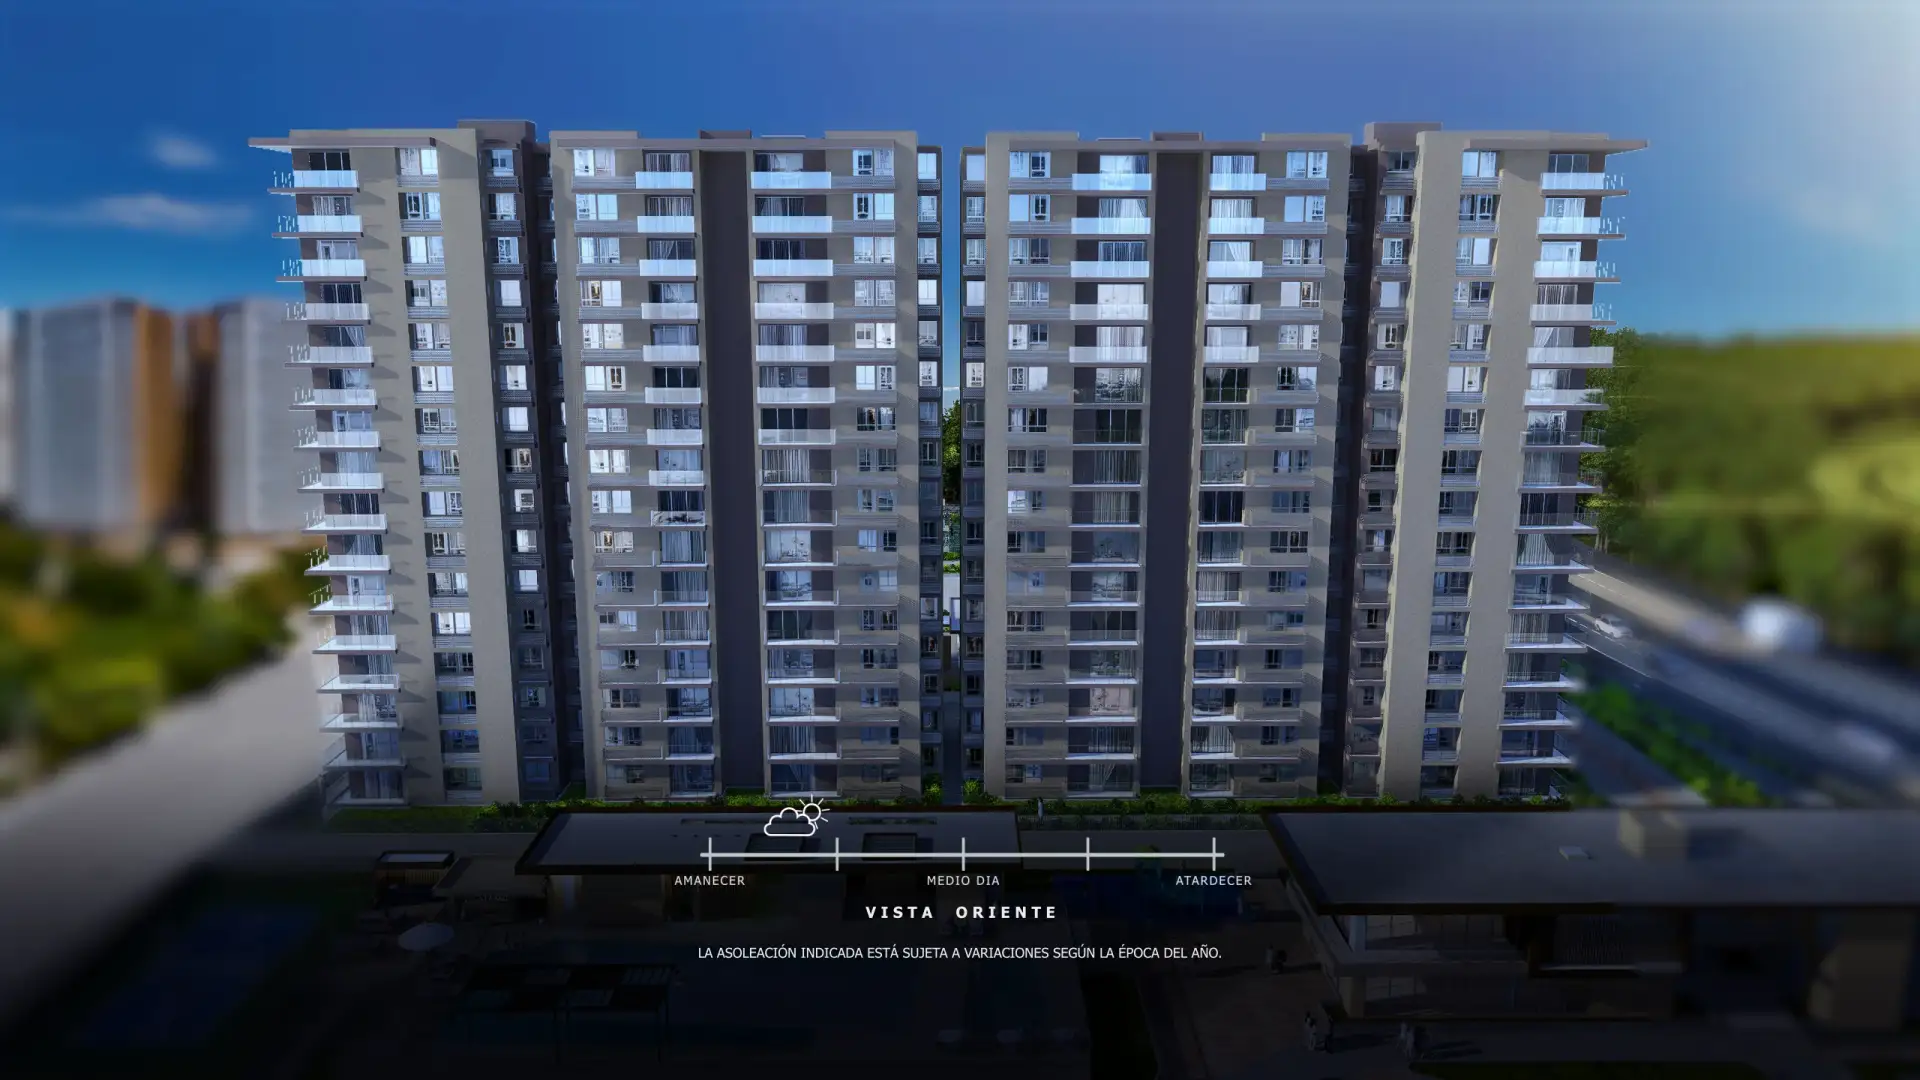 AMANECER MEDIO DIA ATARDECER
VISTA ORIENTE
LA ASOLEACIÓN INDICADA ESTÁ SUJETA A VARIACIONES SEGÚN LA ÉPOCA DEL AÑO.